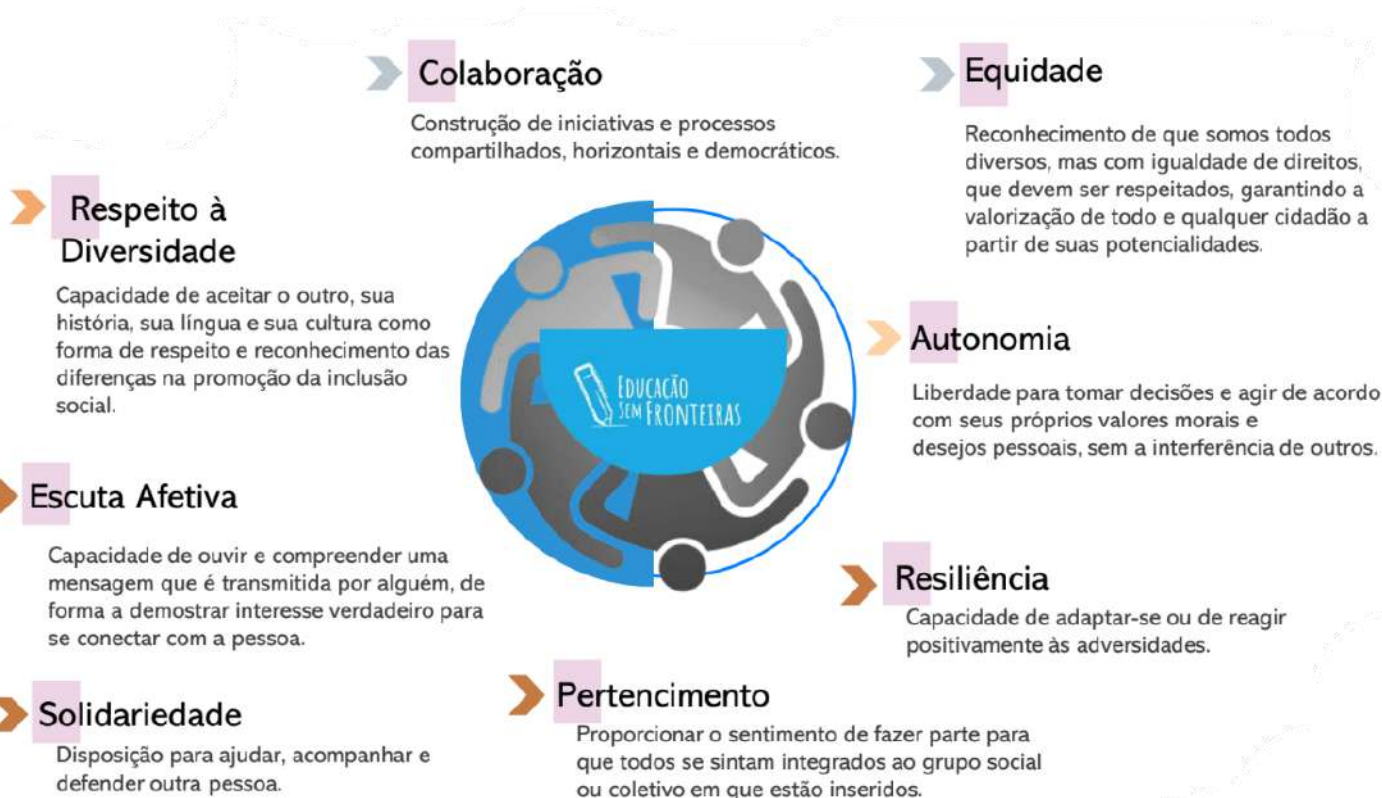 Colaboração
Construção de iniciativas e processos
compartilhados, horizontais e democráticos.
Equidade
Reconhecimento de que somos todos
diversos, mas com igualdade de direitos,
que devem ser respeitados, garantindo a
valorização de todo e qualquer cidadão a
partir de suas potencialidades.
Respeito à
Diversidade
Capacidade de aceitar o outro, sua
história, sua língua e sua cultura como
forma de respeito e reconhecimento das
diferenças na promoção da inclusão
social.
EDUCAÇÃO
SEM FRONTEIRAS
Autonomia
Liberdade para tomar decisões e agir de acordo
com seus próprios valores morais e
desejos pessoais, sem a interferência de outros.
Escuta Afetiva
Capacidade de ouvir e compreender uma
mensagem que é transmitida por alguém, de
forma a demostrar interesse verdadeiro para
se conectar com a pessoa.
Resiliência
Capacidade de adaptar-se ou de reagir
positivamente às adversidades.
Solidariedade
Disposição para ajudar, acompanhar e
defender outra pessoa.
Pertencimento
Proporcionar o sentimento de fazer parte para
que todos se sintam integrados ao grupo social
ou coletivo em que estão inseridos.